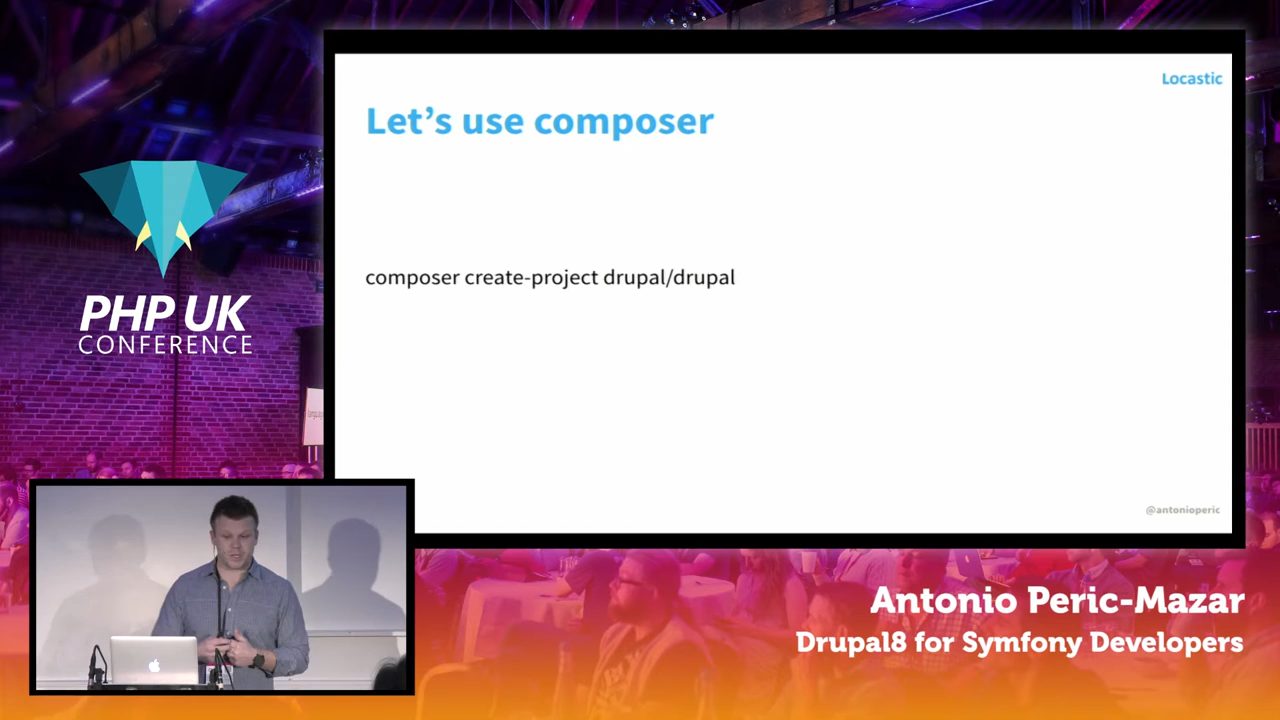 Locastic
Let’s use composer
composer create-project drupal/drupal
@antonioperic
PHP UK
CONFERENCE
Antonio Peric-Mazar
Drupal8 for Symfony Developers